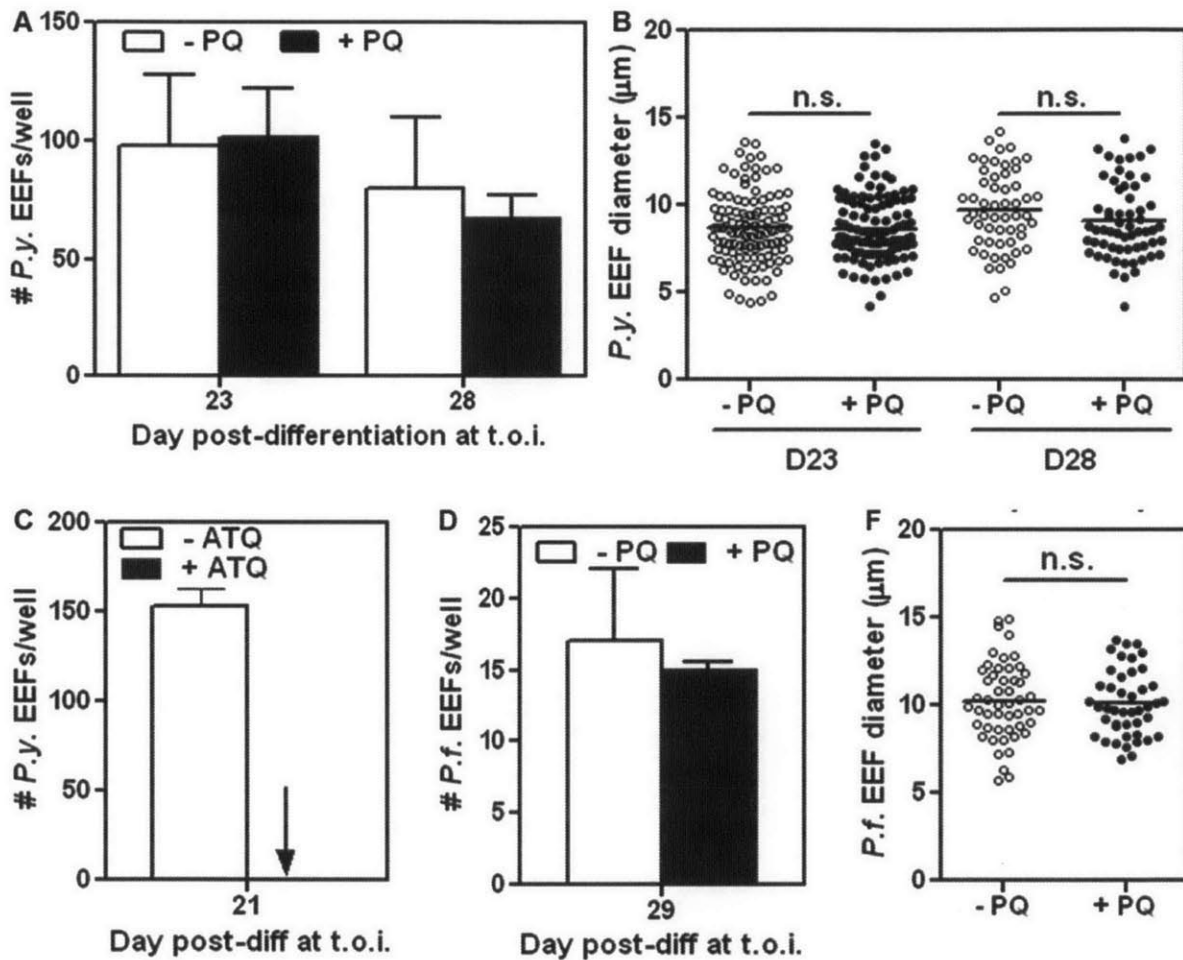 A
150
100
50
0
# P.y. EEFs/well
- PQ + PQ
23 28
Day post-differentiation at t.o.i.
B
20
15
10
5
0
P.y. EEF diameter (μm)
n.s. n.s.
- PQ + PQ - PQ + PQ
D23 D28
C
200
150
100
50
0
# P.y. EEFs/well
- ATQ
+ ATQ
21
Day post-diff at t.o.i.
D
25
20
15
10
5
0
# P.f. EEFs/well
- PQ + PQ
29
Day post-diff at t.o.i.
F
20
15
10
5
0
P.f. EEF diameter (μm)
n.s.
- PQ + PQ